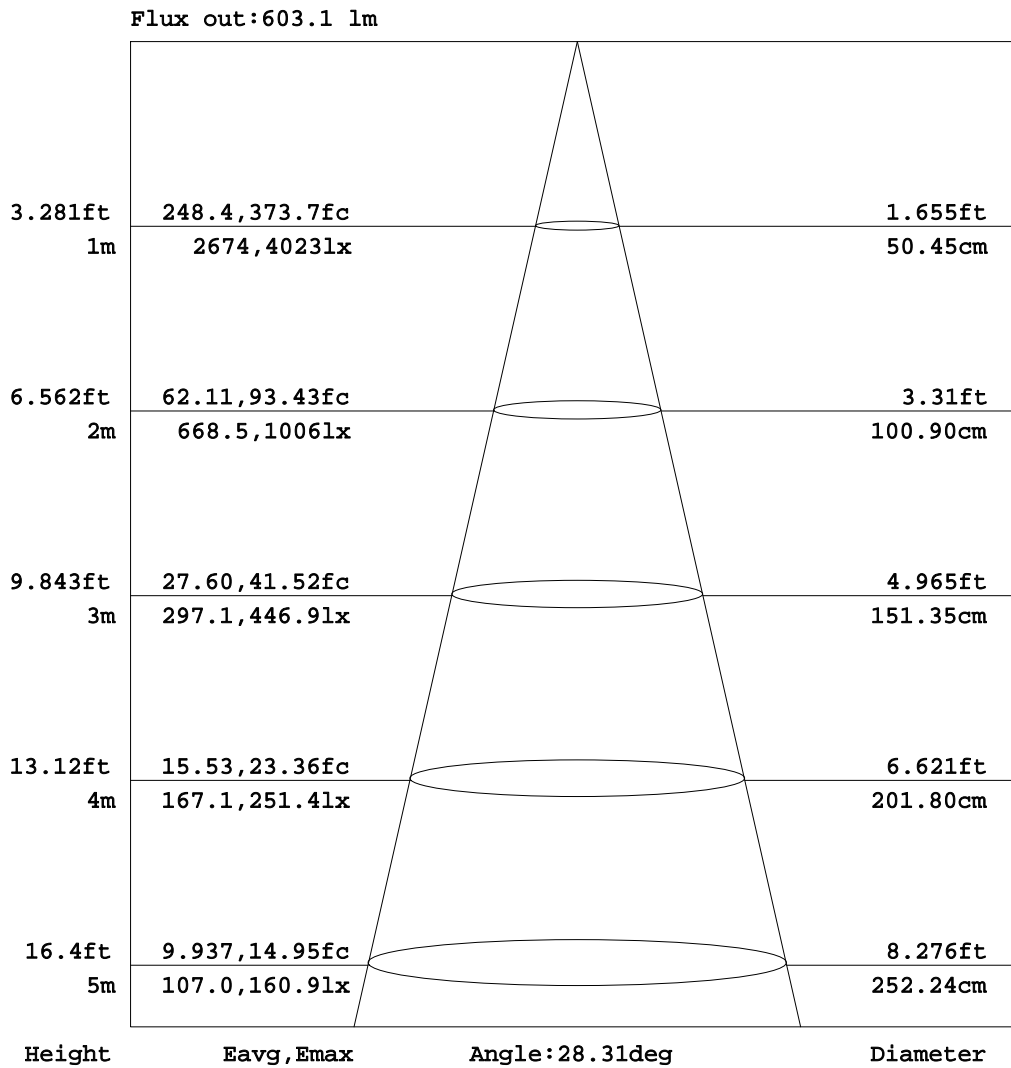 Flux out:603.1 lm
3.281ft 248.4,373.7fc 1.655ft
1m 2674,4023lx 50.45cm
6.562ft 62.11,93.43fc 3.31ft
2m 668.5,1006lx 100.90cm
9.843ft 27.60,41.52fc 4.965ft
3m 297.1,446.9lx 151.35cm
13.12ft 15.53,23.36fc 6.621ft
4m 167.1,251.4lx 201.80cm
16.4ft 9.937,14.95fc 8.276ft
5m 107.0,160.9lx 252.24cm
Height Eavg,Emax Angle:28.31deg Diameter